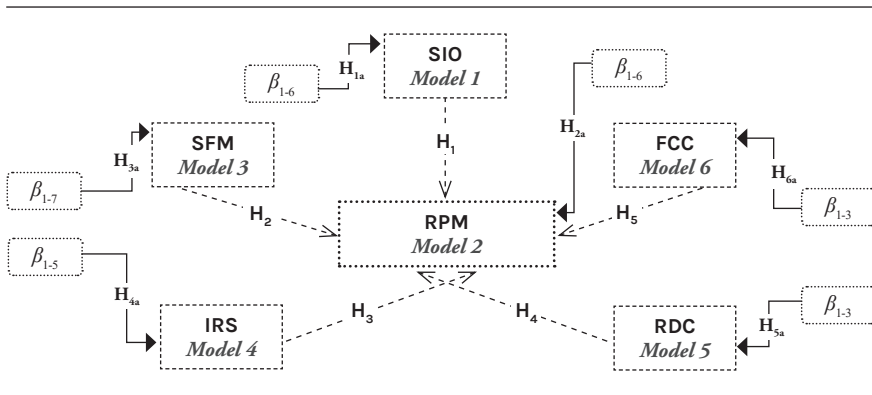 SIO
Model 1
β1-6
H1a
β1-6
H2a
H1
SFM
Model 3
H3a
β1-7
FCC
Model 6
H6a
β1-3
H2
H5
RPM
Model 2
β1-5
H4a
IRS
Model 4
H3
H4
RDC
Model 5
H5a
β1-3